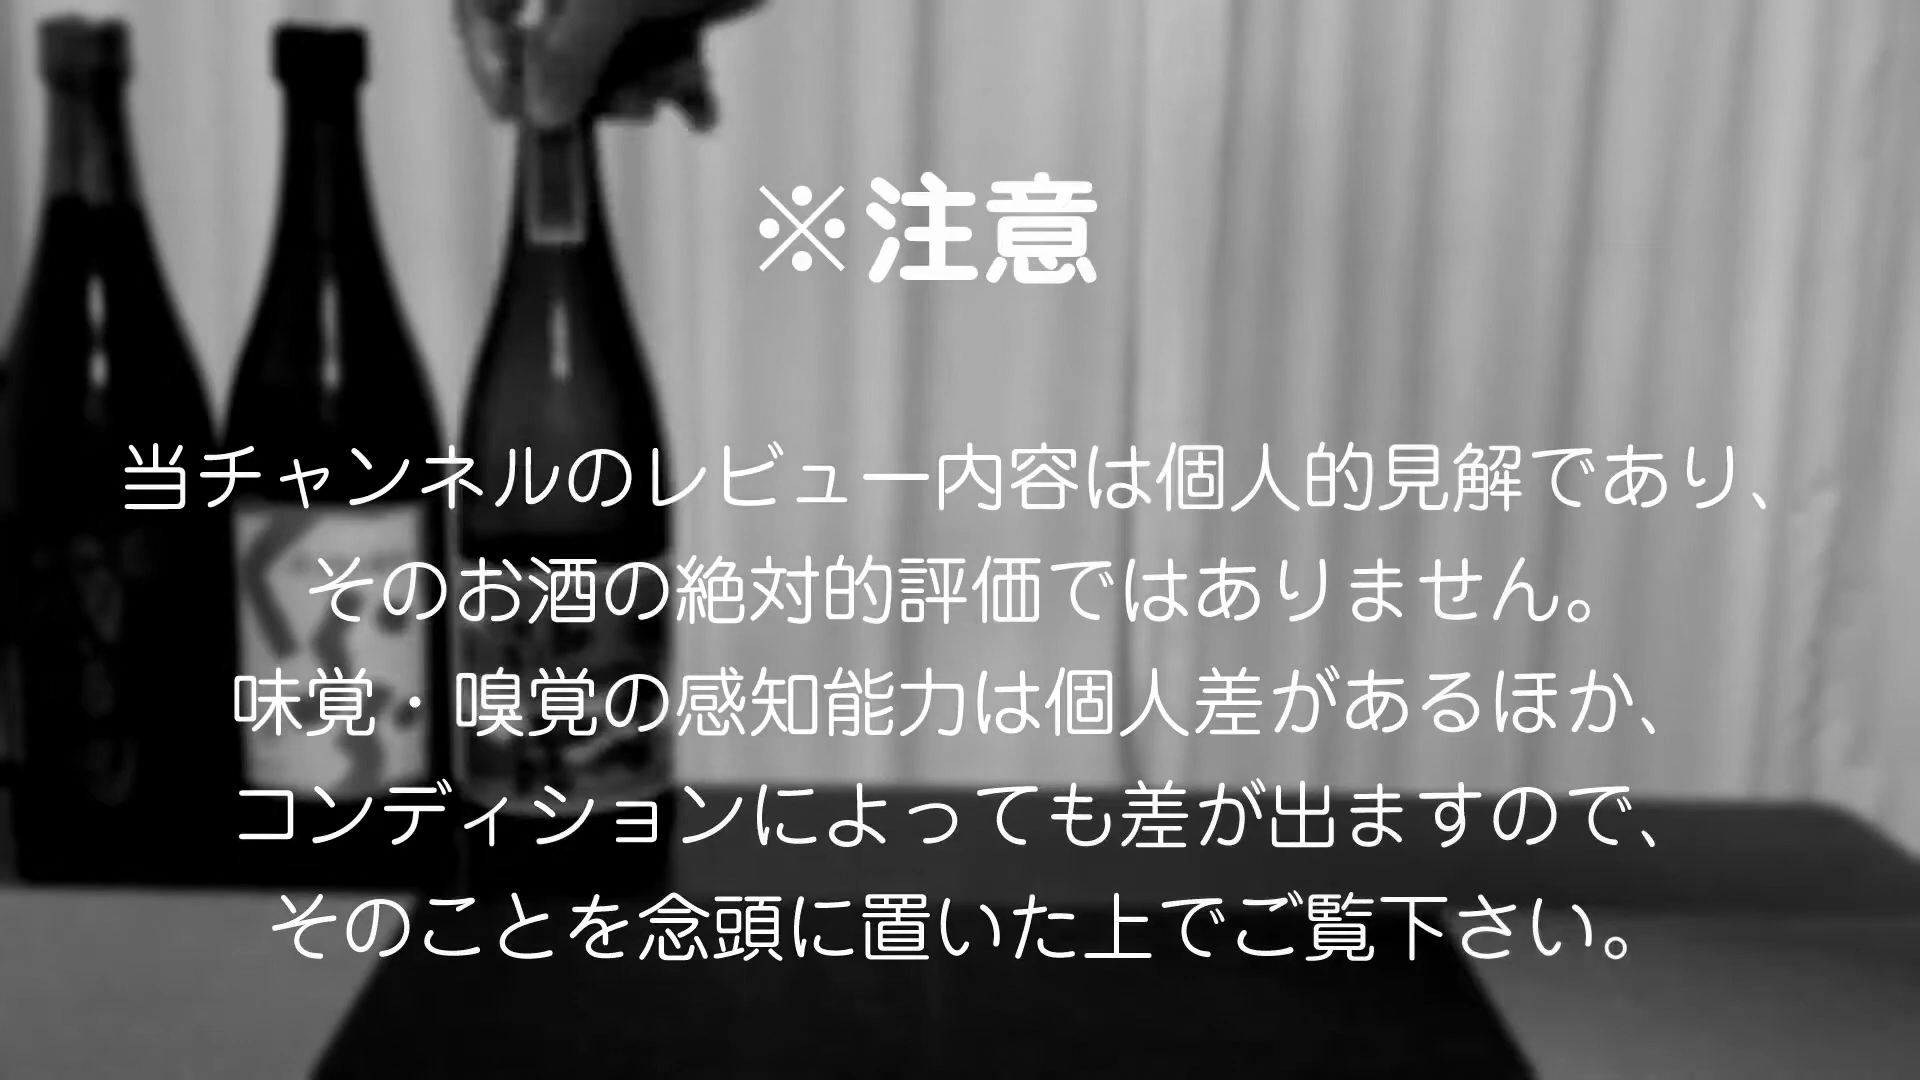 ※注意
当チャンネルのレビュー内容は個人的見解であり、
そのお酒の絶対的評価ではありません。
味覚・嗅覚の感知能力は個人差があるほか、
コンディションによっても差が出ますので、
そのことを念頭に置いた上でご覧下さい。